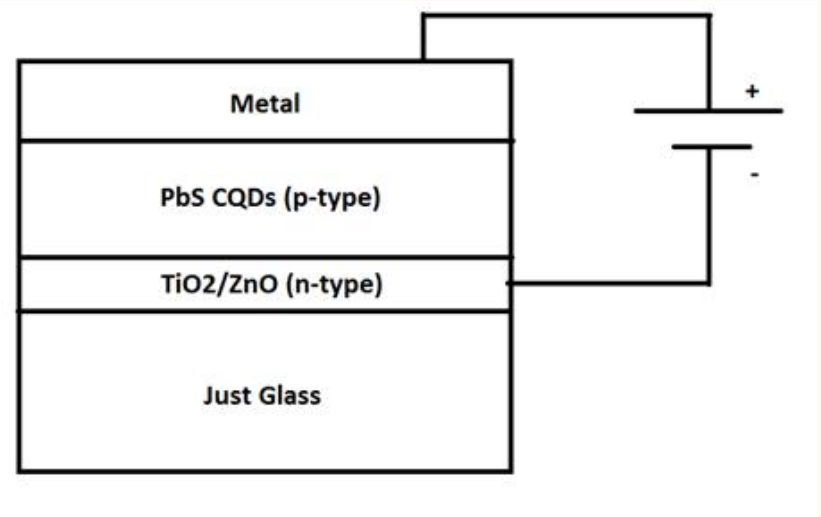 Metal
+
PbS CQDs (p-type)
-
TiO2/ZnO (n-type)
Just Glass